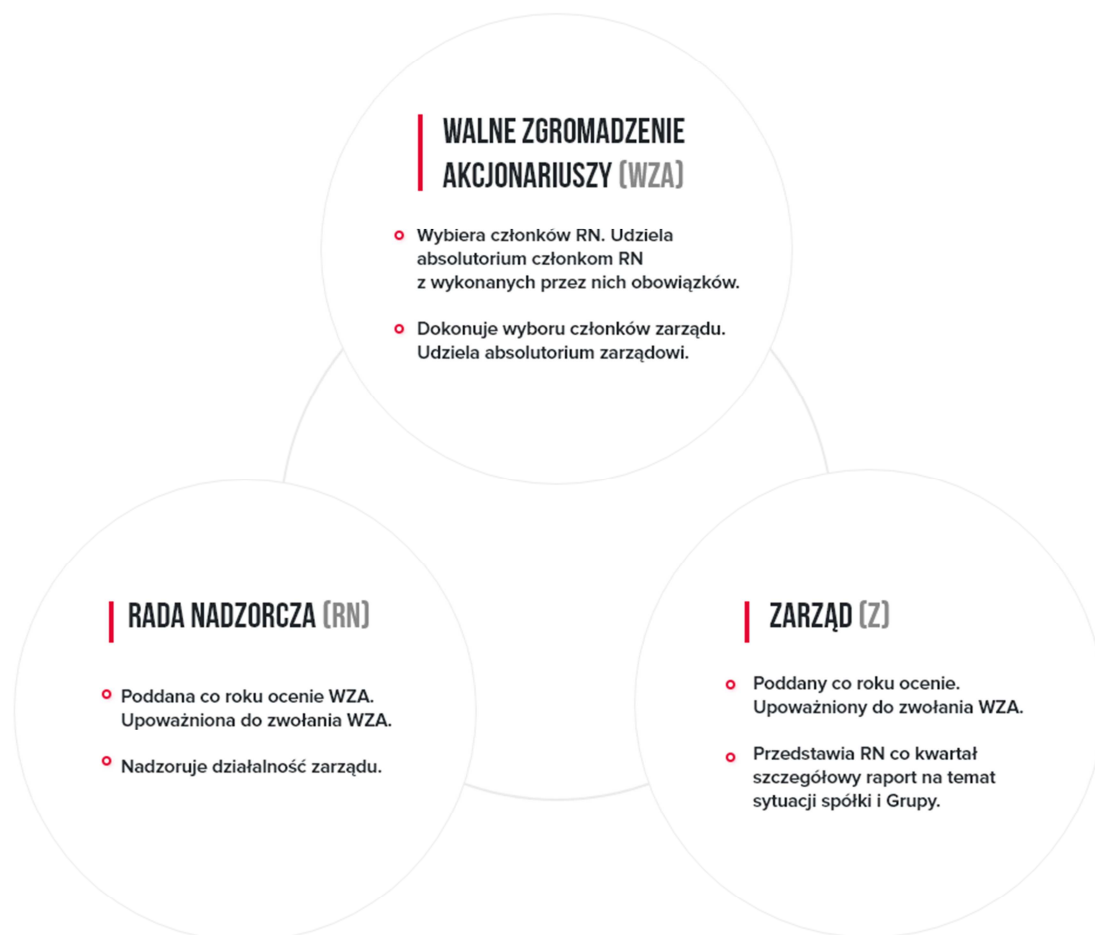 WALNE ZGROMADZENIE
AKCJONARIUSZY (WZA)
Wybiera członków RN. Udziela
absolutorium członkom RN
z wykonanych przez nich obowiązków.
Dokonuje wyboru członków zarządu.
Udziela absolutorium zarządowi.
RADA NADZORCZA (RN)
Poddana co roku ocenie WZA.
Upoważniona do zwołania WZA.
Nadzoruje działalność zarządu.
ZARZĄD (Z)
Poddany co roku ocenie.
Upoważniony do zwołania WZA.
Przedstawia RN co kwartał
szczegółowy raport na temat
sytuacji spółki i Grupy.